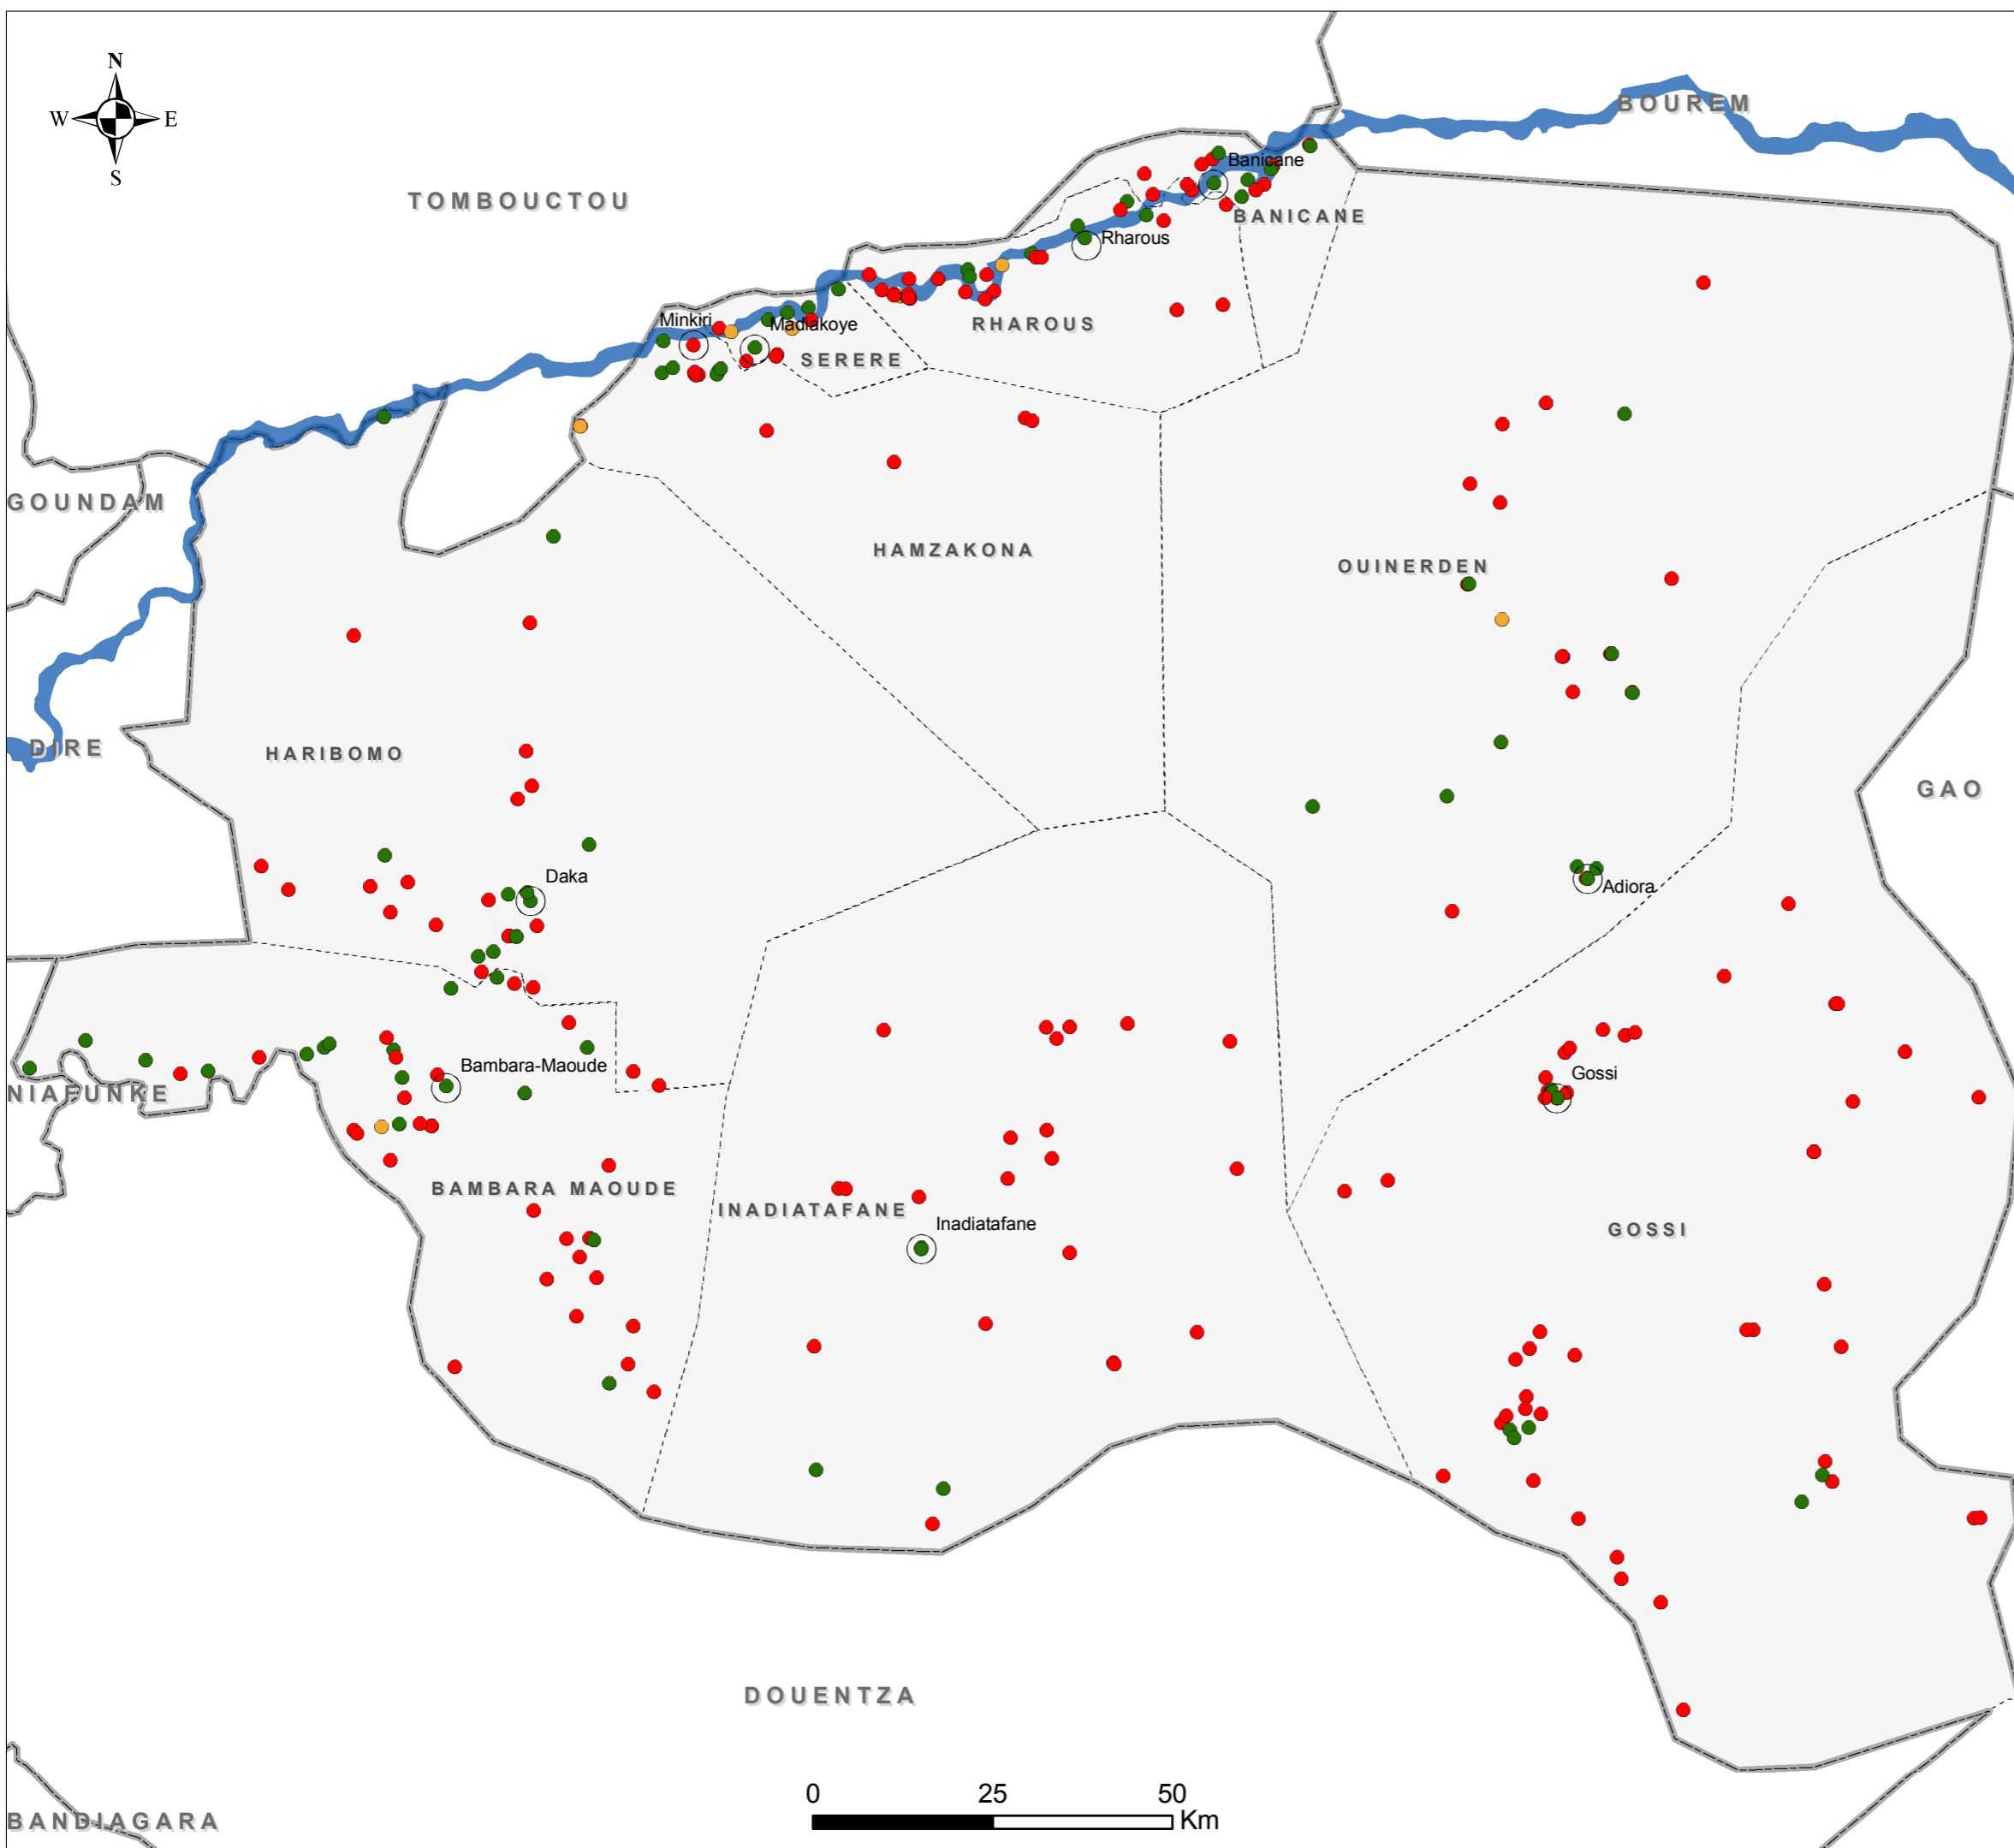 N
W E
S
BOUREM
TOMBOUCTOU
Banicane
BANICANE
Rharous
Minkiri
Madiakoye
RHAROUS
SERERE
GOUNDAM
HAMZAKONA
OUINERDEN
DIRE
HARIBOMO
GAO
Daka
Adiora
Bambara-Maoude
Gossi
NIAFUNKE
BAMBARA MAOUDE
INADIATAFANE
Inadiatafane
GOSSI
DOUENTZA
0 25 50
Km
BANDIAGARA